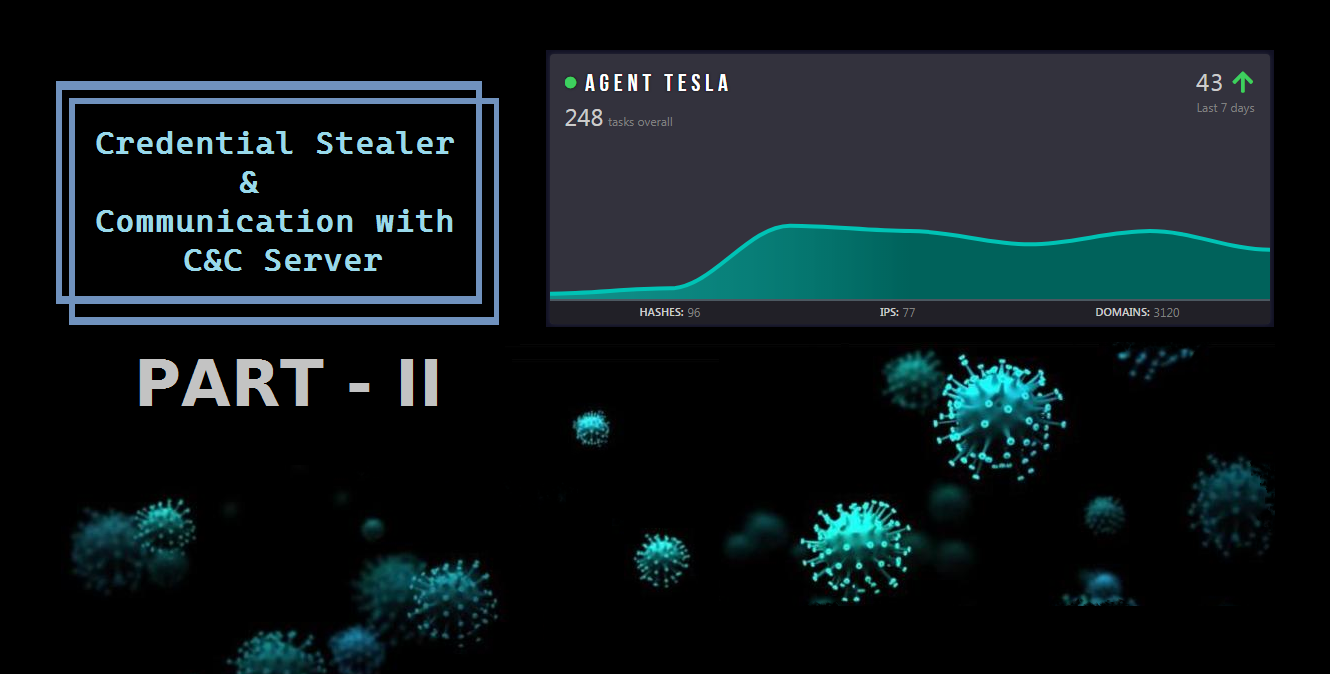 Credential Stealer
&
Communication with
C&C Server
PART - II
AGENT TESLA
43
Last 7 days
248 tasks overall
HASHES: 96 IPS: 77 DOMAINS: 3120